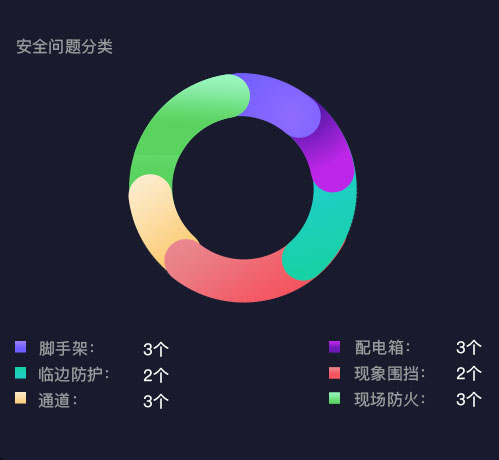 安全问题分类
脚手架： 3个 配电箱： 3个
临边防护： 2个 现象围挡： 2个
通道： 3个 现场防火： 3个